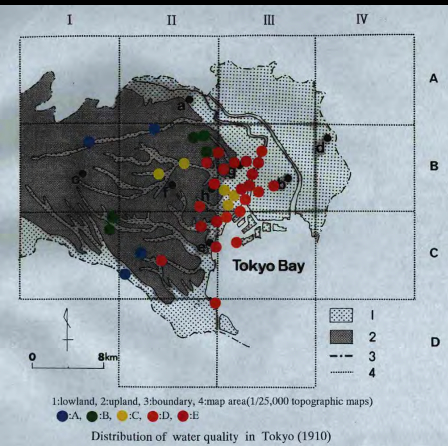 I II III IV
A
a
B
d
c
f
g
b
h
e
C
Tokyo Bay
D
1
2
3
4
0 8km
1:lowland, 2:upland, 3:boundary, 4:map area(1/25,000 topographic maps)
:A, :B, :C, :D, :E
Distribution of water quality in Tokyo (1910)